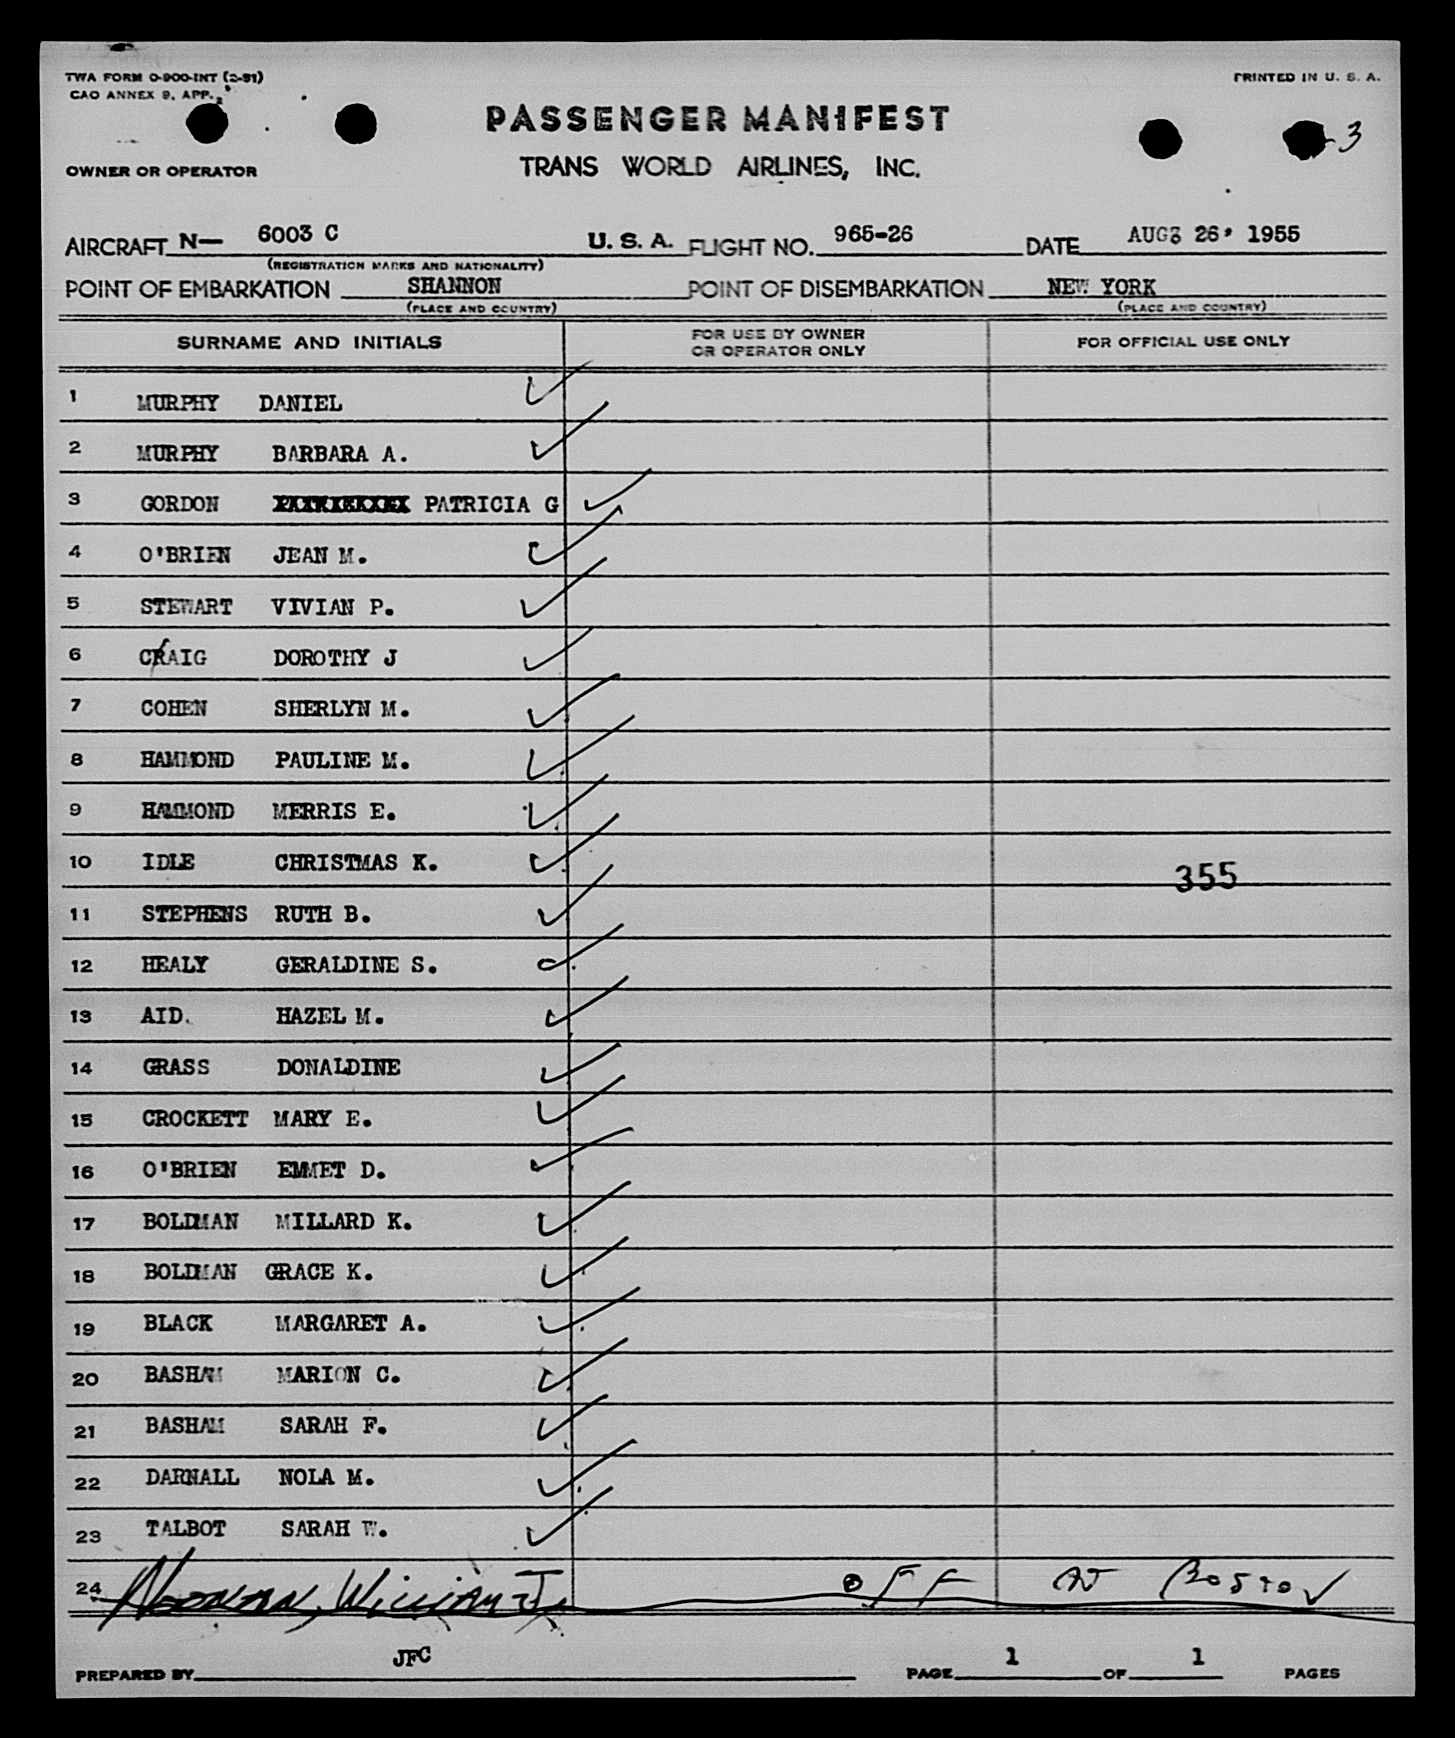 TWA FORM O-900-INT (2-51)
PRINTED IN U. S. A.
CAO ANNEX 9, APP. 2
PASSENGER MANIFEST
3
OWNER OR OPERATOR
TRANS WORLD AIRLINES, INC.
AIRCRAFT N— 6003 C U. S. A. FLIGHT NO. 965-26 DATE AUG 26, 1955
(REGISTRATION MARKS AND NATIONALITY)
POINT OF EMBARKATION SHANNON POINT OF DISEMBARKATION NEW YORK
(PLACE AND COUNTRY) (PLACE AND COUNTRY)
SURNAME AND INITIALS FOR USE BY OWNER OR OPERATOR ONLY FOR OFFICIAL USE ONLY
1 MURPHY DANIEL
2 MURPHY BARBARA A.
3 GORDON PATRICIA G
4 O'BRIEN JEAN M.
5 STEWART VIVIAN P.
6 CRAIG DOROTHY J
7 COHEN SHERLYN M.
8 HAMMOND PAULINE M.
9 HAMMOND MERRIS E.
10 IDLE CHRISTMAS K.
355
11 STEPHENS RUTH B.
12 HEALY GERALDINE S.
13 AID. HAZEL M.
14 GRASS DONALDINE
15 CROCKETT MARY E.
16 O'BRIEN EMMET D.
17 BOLDMAN MILLARD K.
18 BOLDMAN GRACE K.
19 BLACK MARGARET A.
20 BASHAM MARION C.
21 BASHAM SARAH F.
22 DARNALL NOLA M.
23 TALBOT SARAH W.
24 William J. OFF AT BOSTON
PREPARED BY JFC PAGE 1 OF 1 PAGES